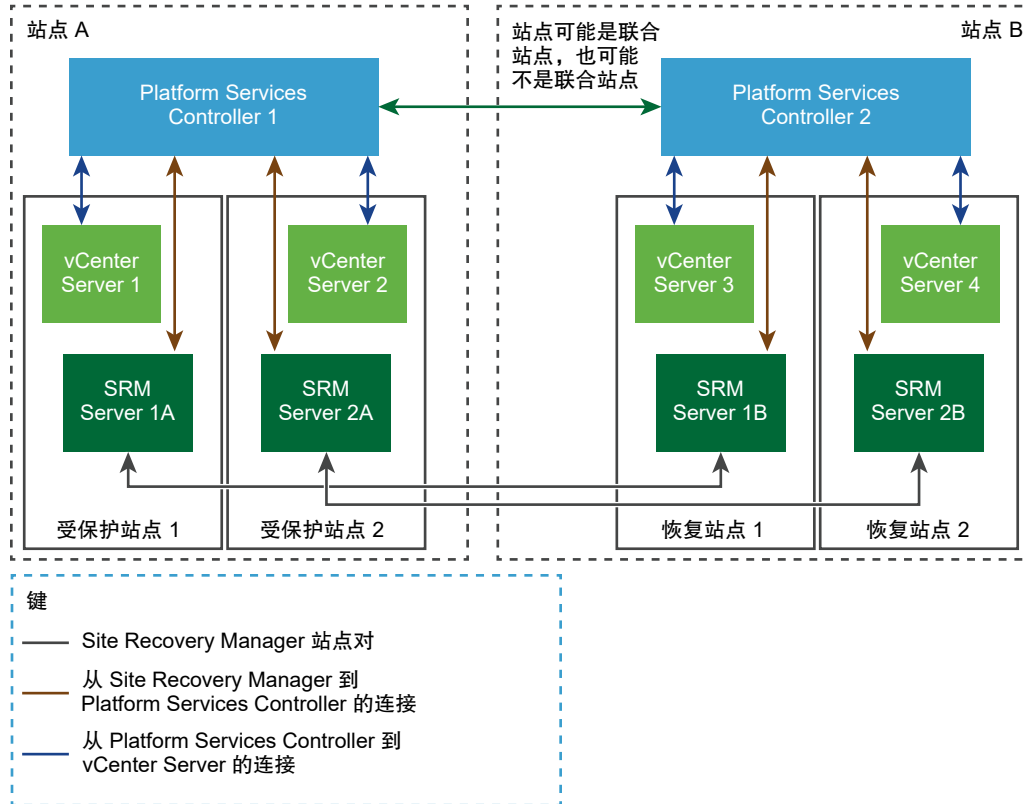 站点 A
站点可能是联合
站点，也可能
不是联合站点
站点 B
Platform Services
Controller 1
Platform Services
Controller 2
vCenter
Server 1
vCenter
Server 2
vCenter
Server 3
vCenter
Server 4
SRM
Server 1A
SRM
Server 2A
SRM
Server 1B
SRM
Server 2B
受保护站点 1
受保护站点 2
恢复站点 1
恢复站点 2
键
Site Recovery Manager 站点对
从 Site Recovery Manager 到
Platform Services Controller 的连接
从 Platform Services Controller 到
vCenter Server 的连接